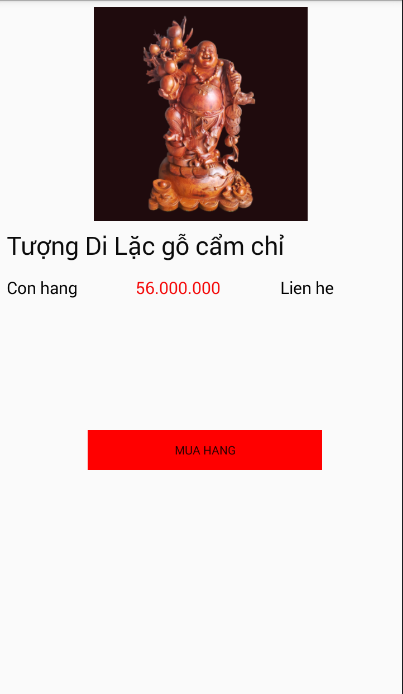 Tượng Di Lặc gỗ cẩm chỉ
Con hang 56.000.000 Lien he
MUA HANG